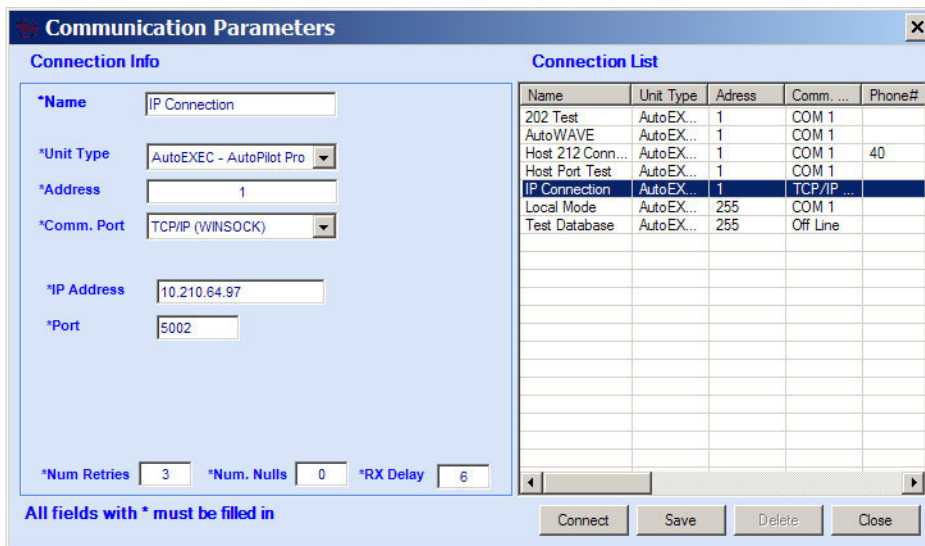 Communication Parameters
Connection Info
*Name IP Connection
*Unit Type AutoEXEC - AutoPilot Pro
*Address 1
*Comm. Port TCP/IP (WINSOCK)
*IP Address 10.210.64.97
*Port 5002
*Num Retries 3 *Num. Nulls 0 *RX Delay 6
All fields with * must be filled in
Connection List
Name Unit Type Adress Comm. ... Phone#
202 Test AutoEX... 1 COM 1
AutoWAVE AutoEX... 1 COM 1
Host 212 Conn... AutoEX... 1 COM 1 40
Host Port Test AutoEX... 1 COM 1
IP Connection AutoEX... 1 TCP/IP ...
Local Mode AutoEX... 255 COM 1
Test Database AutoEX... 255 Off Line
Connect Save Delete Close